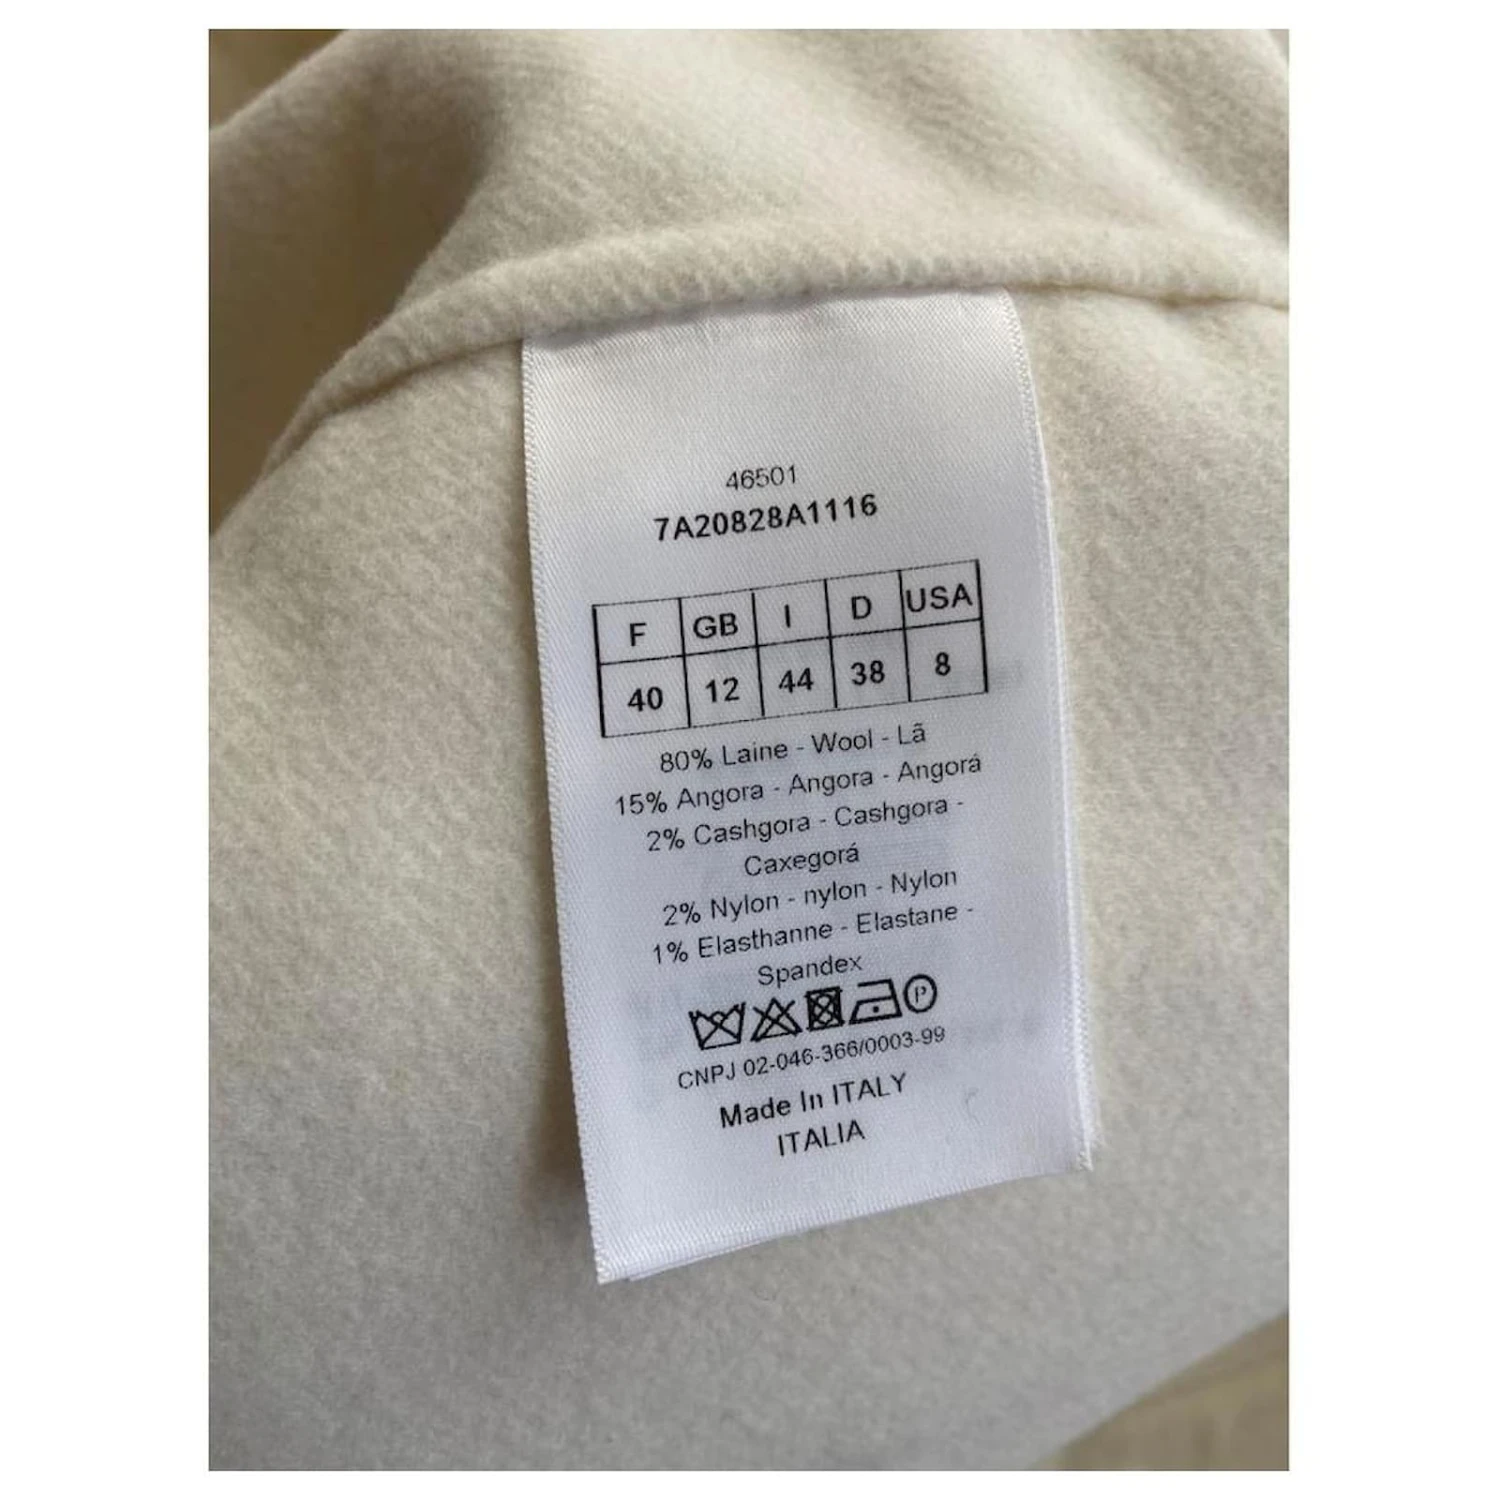 46501
7A20828A1116
F GB I D USA
40 12 44 38 8
80% Laine - Wool - Lã
15% Angora - Angora - Angorá
2% Cashgora - Cashgora -
Caxegorá
2% Nylon - nylon - Nylon
1% Elasthanne - Elastane -
Spandex
P
CNPJ 02-046-366/0003-99
Made In ITALY
ITALIA